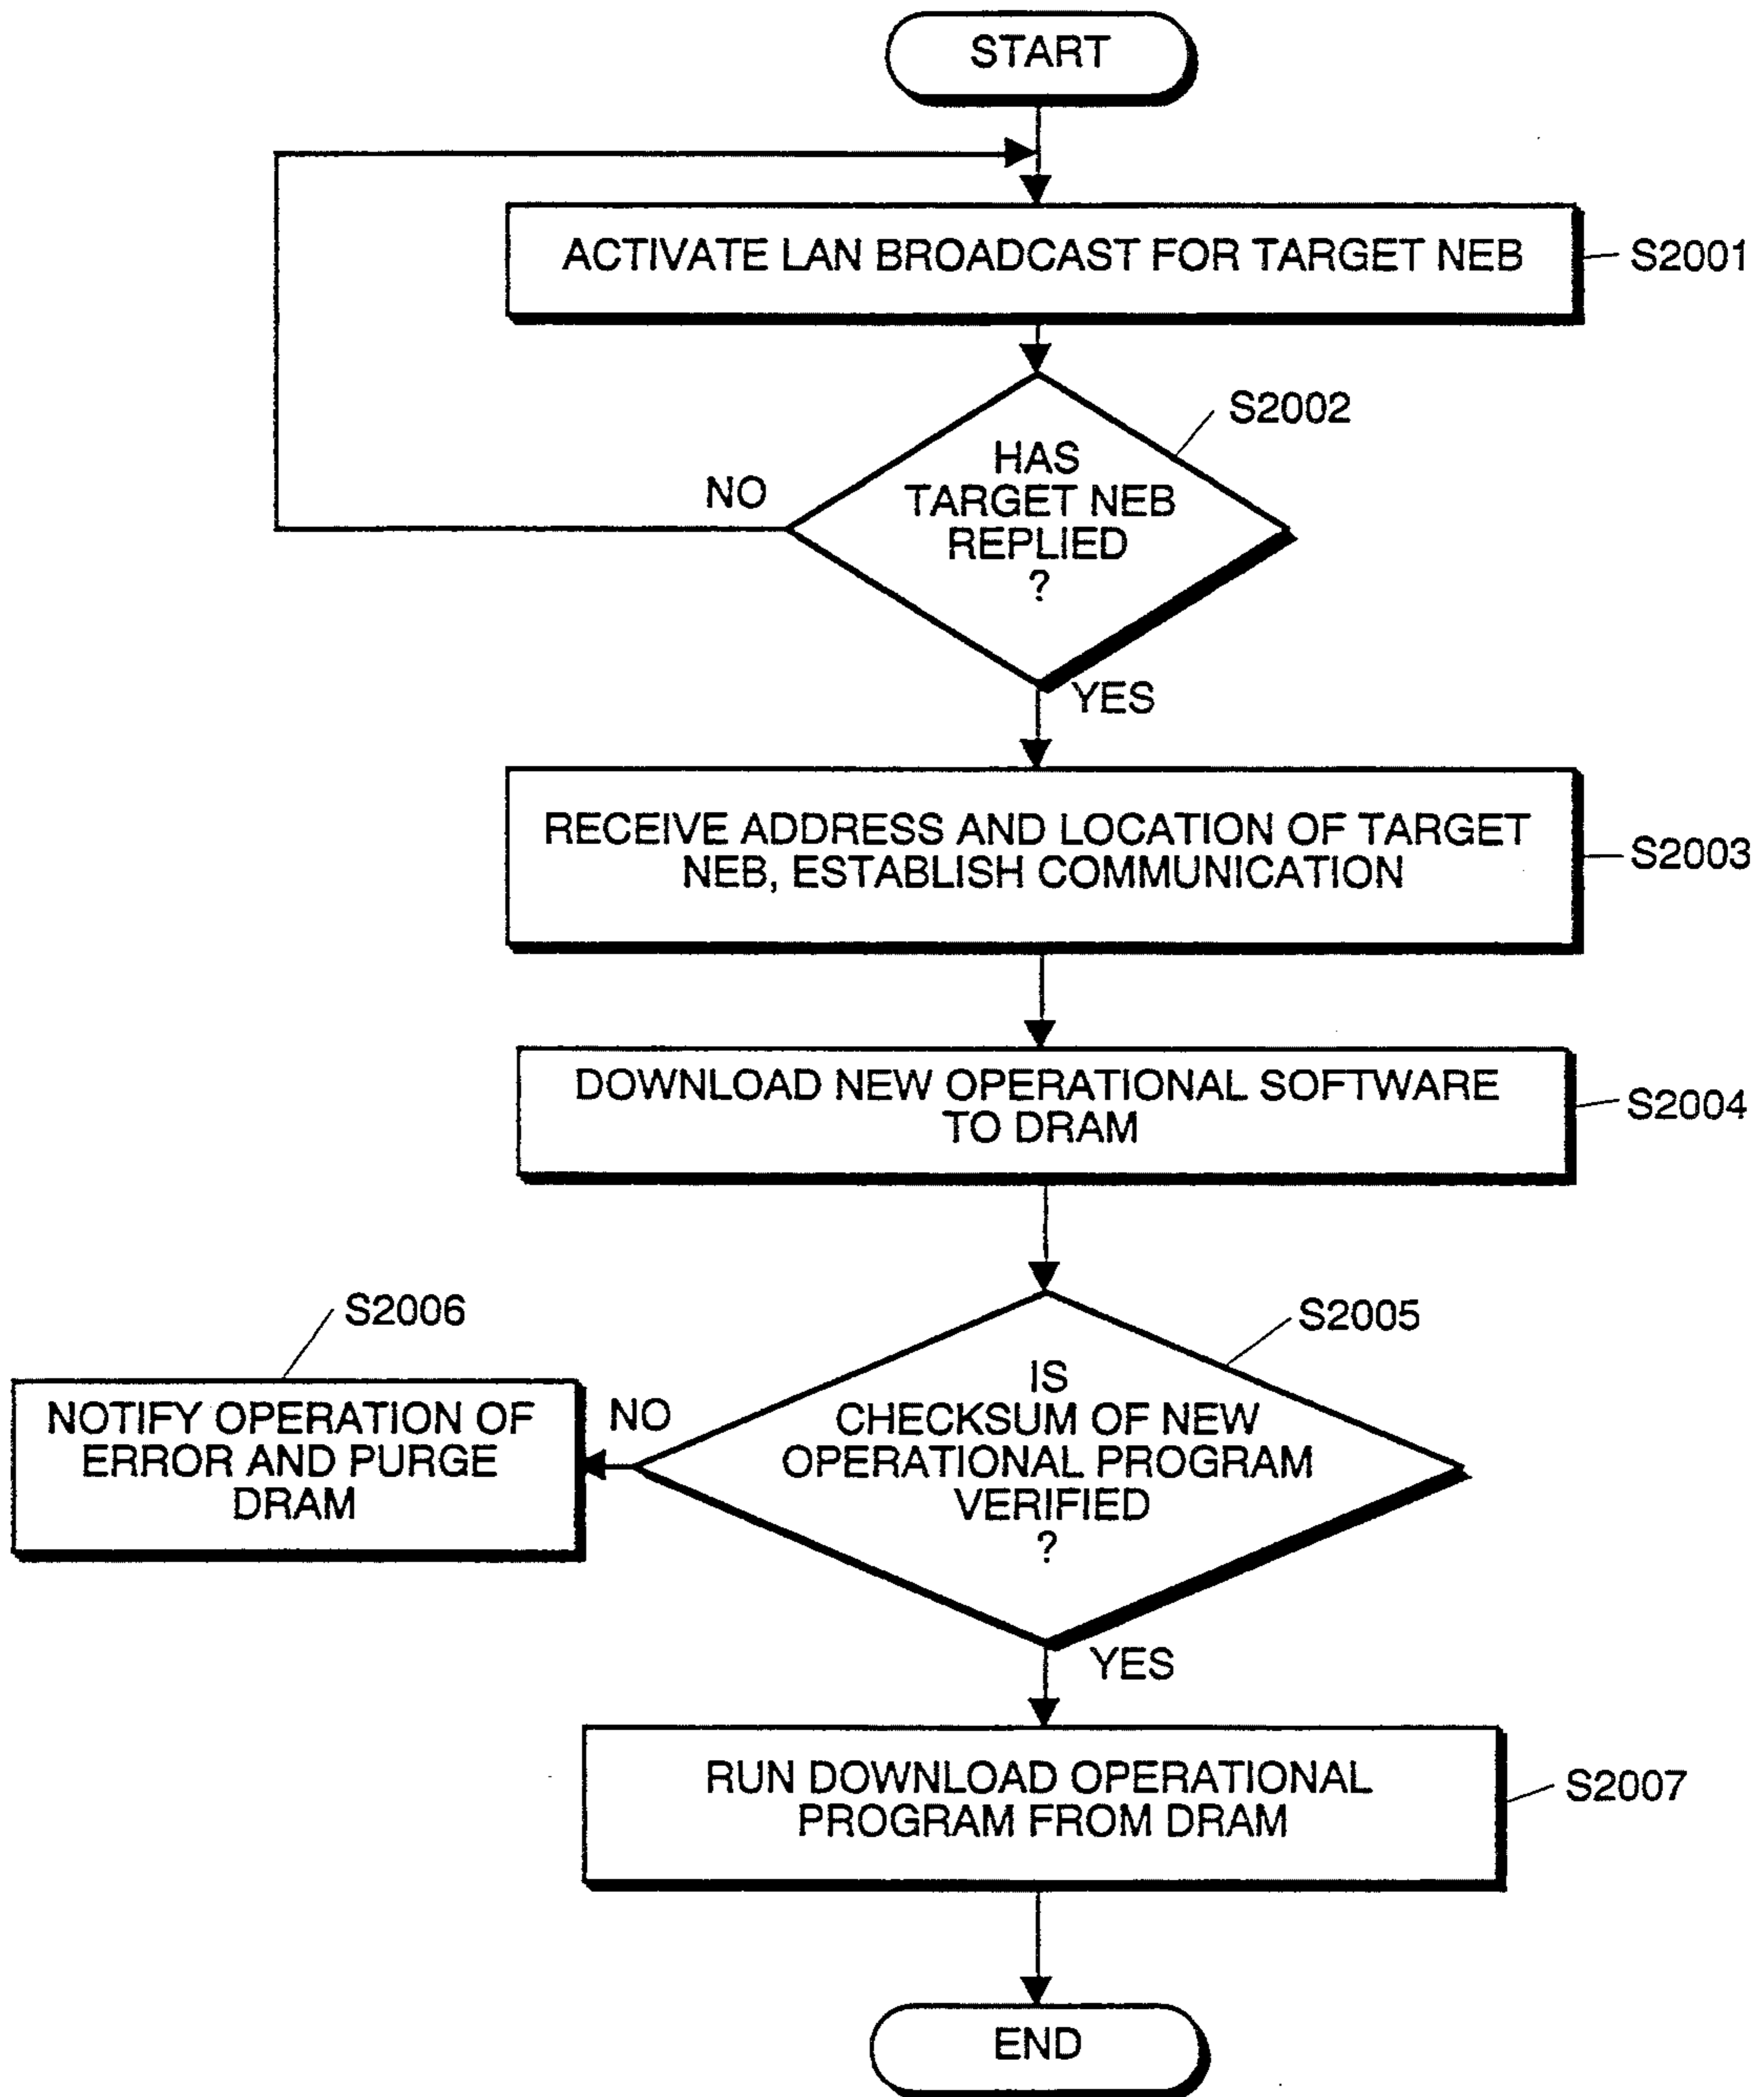 START
ACTIVATE LAN BROADCAST FOR TARGET NEB
S2001
S2002
HAS
TARGET NEB
REPLIED
?
NO
YES
RECEIVE ADDRESS AND LOCATION OF TARGET
NEB, ESTABLISH COMMUNICATION
S2003
DOWNLOAD NEW OPERATIONAL SOFTWARE
TO DRAM
S2004
S2006
NOTIFY OPERATION OF
ERROR AND PURGE
DRAM
NO
S2005
IS
CHECKSUM OF NEW
OPERATIONAL PROGRAM
VERIFIED
?
YES
RUN DOWNLOAD OPERATIONAL
PROGRAM FROM DRAM
S2007
END